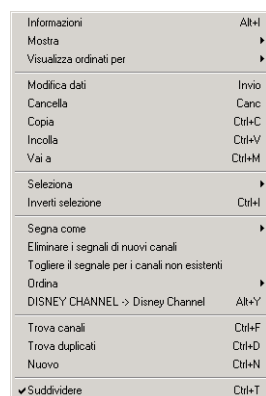 Informazioni Alt+I
Mostra
Visualizza ordinati per
Modifica dati Invio
Cancella Canc
Copia Ctrl+C
Incolla Ctrl+V
Vai a Ctrl+M
Seleziona
Inverti selezione Ctrl+I
Segna come
Eliminare i segnali di nuovi canali
Togliere il segnale per i canali non esistenti
Ordina
DISNEY CHANNEL -> Disney Channel Alt+Y
Trova canali Ctrl+F
Trova duplicati Ctrl+D
Nuovo Ctrl+N
Suddividere Ctrl+T